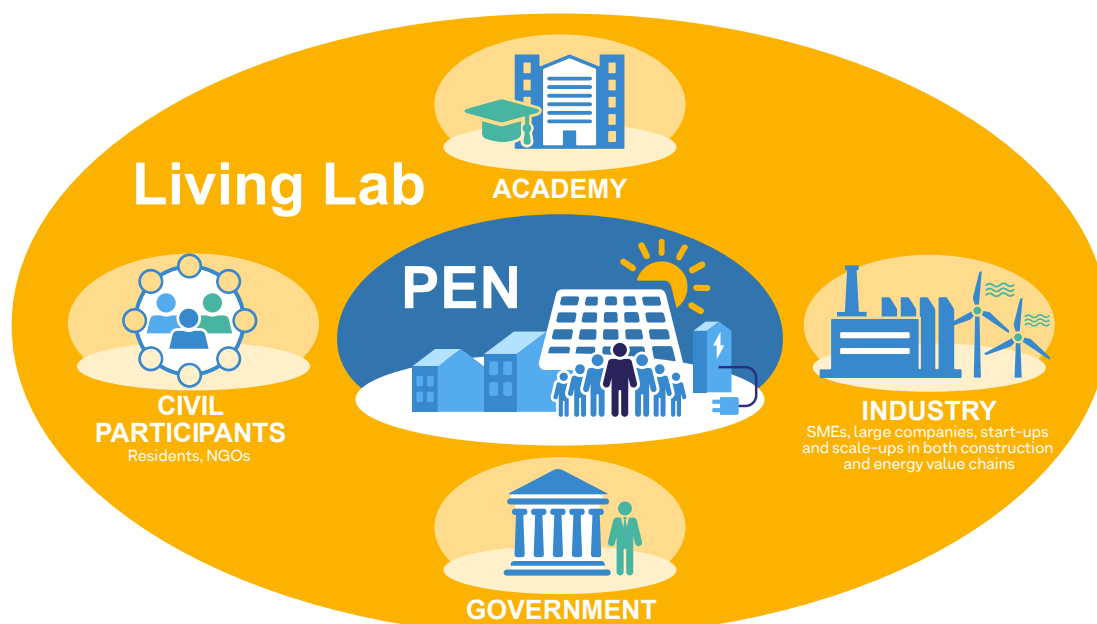 ACADEMY
Living Lab
PEN
CIVIL
PARTICIPANTS
Residents, NGOs
INDUSTRY
SMEs, large companies, start-ups
and scale-ups in both construction
and energy value chains
GOVERNMENT